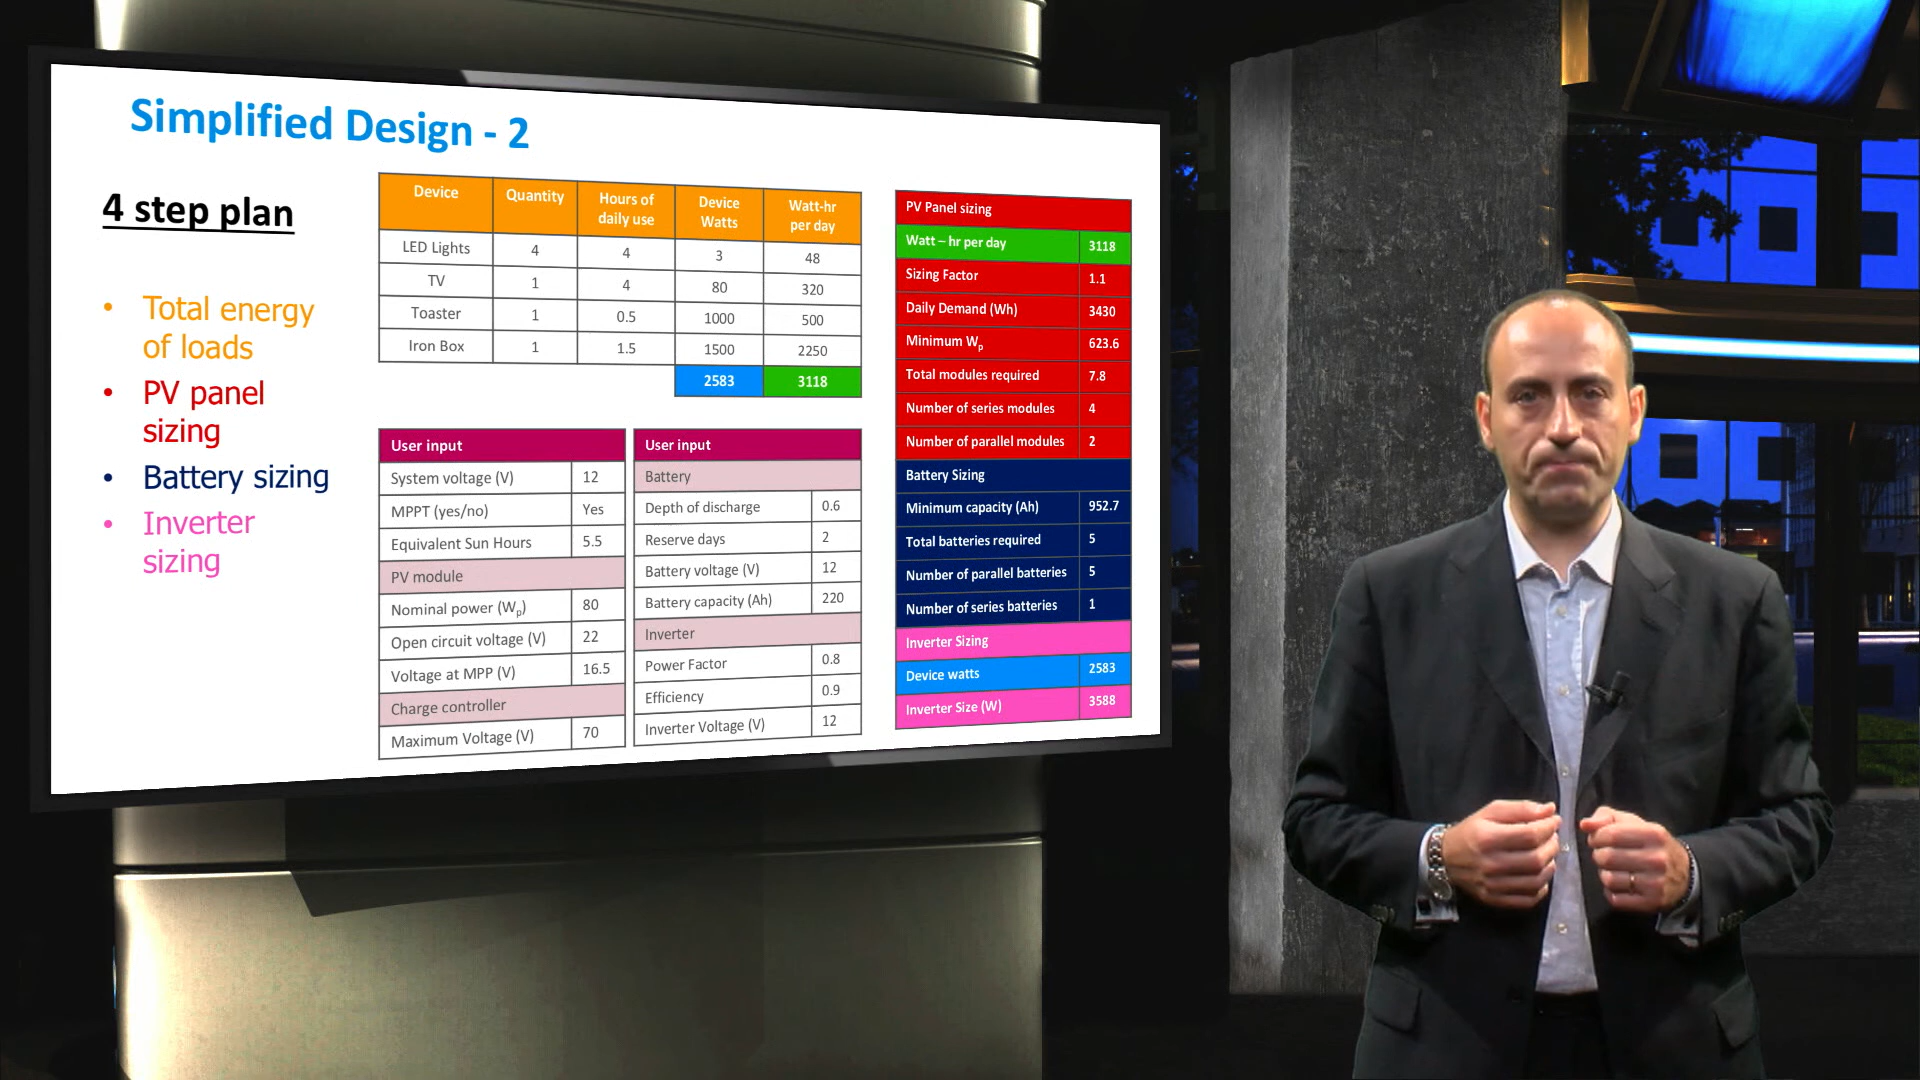 Simplified Design - 2
4 step plan
• Total energy
of loads
• PV panel
sizing
• Battery sizing
• Inverter
sizing
Device Quantity Hours of daily use Device Watts Watt-hr per day
LED Lights 4 4 3 48
TV 1 4 80 320
Toaster 1 0.5 1000 500
Iron Box 1 1.5 1500 2250
2583 3118
User input
System voltage (V) 12
MPPT (yes/no) Yes
Equivalent Sun Hours 5.5
PV module
Nominal power (Wp) 80
Open circuit voltage (V) 22
Voltage at MPP (V) 16.5
Charge controller
Maximum Voltage (V) 70
User input
Battery
Depth of discharge 0.6
Reserve days 2
Battery voltage (V) 12
Battery capacity (Ah) 220
Inverter
Power Factor 0.8
Efficiency 0.9
Inverter Voltage (V) 12
PV Panel sizing
Watt – hr per day 3118
Sizing Factor 1.1
Daily Demand (Wh) 3430
Minimum Wp 623.6
Total modules required 7.8
Number of series modules 4
Number of parallel modules 2
Battery Sizing
Minimum capacity (Ah) 952.7
Total batteries required 5
Number of parallel batteries 5
Number of series batteries 1
Inverter Sizing
Device watts 2583
Inverter Size (W) 3588